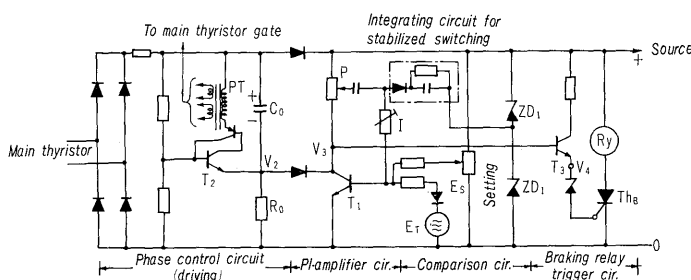 To main thyristor gate
Integrating circuit for
stabilized switching
+
Source
PT
P
+
C₀
−
I
ZD₁
Ry
Main thyristor
V₃
T₂
V₂
T₃
V₄
T₁
Eₛ
Setting
ZD₁
Th_B
R₀
E_T
0
Phase control circuit
(driving)
PI-amplifier cir.
Comparison cir.
Braking relay
trigger cir.